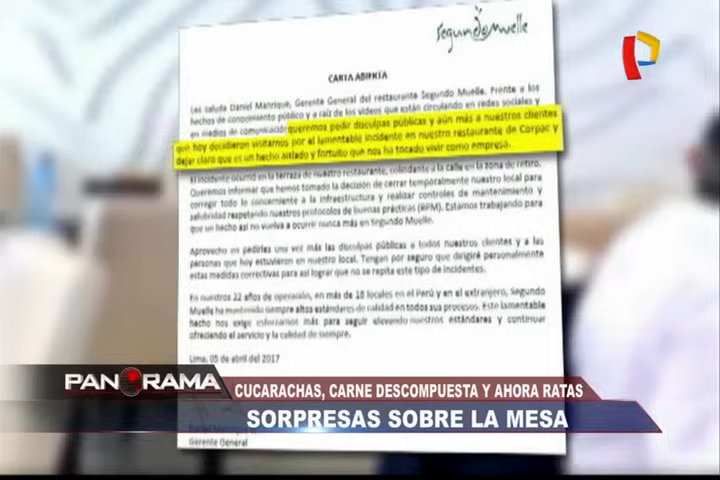 segundoMuelle
CARTA ABIERTA
Les saluda Daniel Manrique, Gerente General del restaurante Segundo Muelle. Frente a los
hechos de conocimiento público y a raíz de los videos que están circulando en redes sociales y
en medios de comunicación queremos pedir disculpas públicas y aún más a nuestros clientes
que hoy decidieron visitarnos por el lamentable incidente en nuestro restaurante de Corpac y
dejar claro que es un hecho aislado y fortuito que nos ha tocado vivir como empresa.
El incidente ocurrió en la terraza de nuestro restaurante, colindante a la calle en la zona de retiro.
Queremos informar que hemos tomado la decisión de cerrar temporalmente nuestro local para
corregir todo lo concerniente a la infraestructura y realizar controles de mantenimiento y
salubridad respetando nuestros protocolos de buenas prácticas (BPM). Estamos trabajando para
que un hecho así no vuelva a ocurrir nunca más en Segundo Muelle.
Aprovecho en pedirles una vez más las disculpas públicas a todos nuestros clientes y a las
personas que hoy estuvieron en nuestro local. Tengan por seguro que dirigiré personalmente
estas medidas correctivas para así lograr que no se repita este tipo de incidentes.
En nuestros 22 años de operación, en más de 18 locales en el Perú y en el extranjero, Segundo
Muelle ha mantenido siempre altos estándares de calidad en todos sus procesos. Este lamentable
hecho nos exige esforzarnos más para seguir elevando nuestros estándares y continuar
ofreciendo el servicio y la calidad de siempre.
Lima, 05 de abril del 2017
PANORAMA
CUCARACHAS, CARNE DESCOMPUESTA Y AHORA RATAS
SORPRESAS SOBRE LA MESA
Gerente General